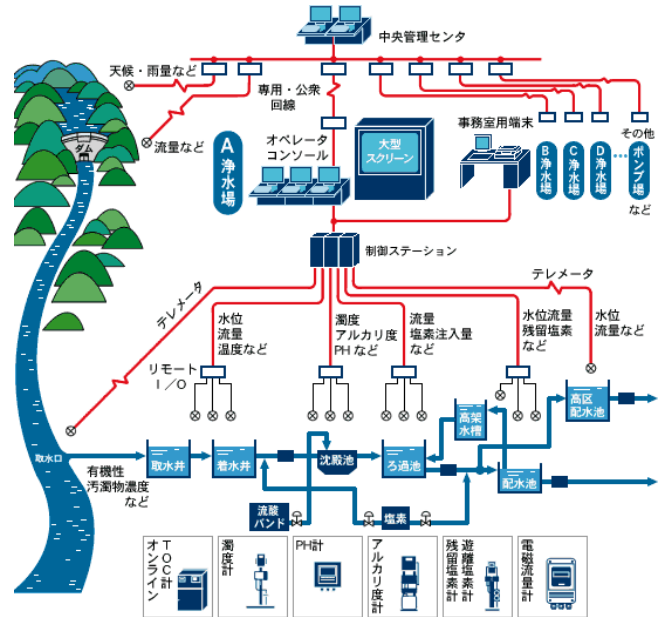 中央管理センタ
天候・雨量など
専用・公衆
回線
流量など
ダム
A浄水場
オペレータ
コンソール
大型
スクリーン
事務室用端末
B浄水場
C浄水場
D浄水場
…
その他
ポンプ場
など
制御ステーション
テレメータ
テレメータ
水位
流量
温度など
濁度
アルカリ度
PHなど
流量
塩素注入量
など
水位流量
残留塩素
など
水位
流量など
リモート
I/O
取水口
有機性
汚濁物濃度
など
取水井
着水井
沈殿池
ろ過池
高架
水槽
高区
配水池
配水池
硫酸
バンド
塩素
TOC計
オンライン
濁度計
PH計
アルカリ度計
遊離塩素計
残留塩素計
電磁流量計